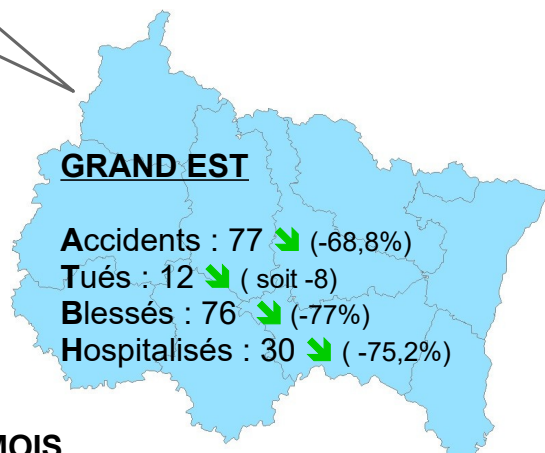 GRAND EST
Accidents : 77 (-68,8%)
Tués : 12 ( soit -8)
Blessés : 76 (-77%)
Hospitalisés : 30 ( -75,2%)
MOIS